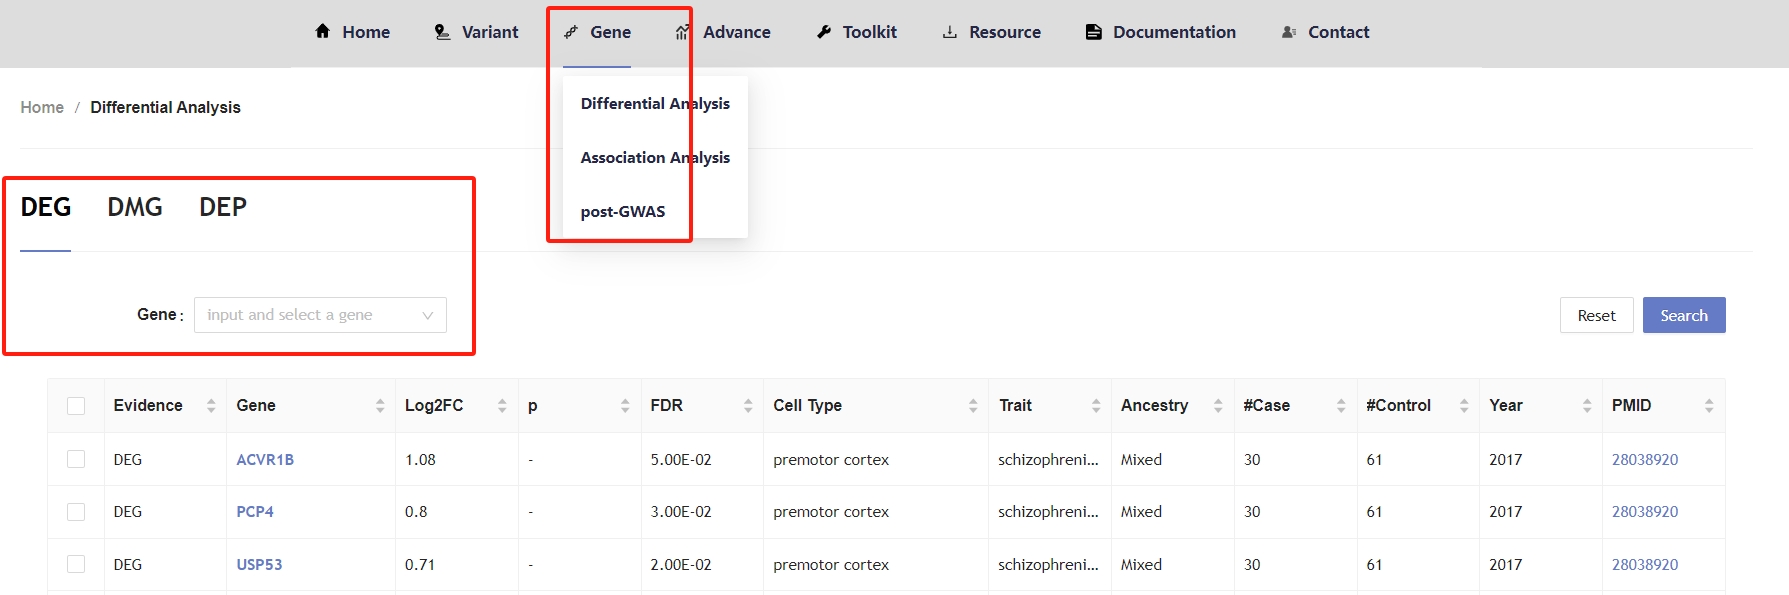 Home Variant Gene Advance Toolkit Resource Documentation Contact
Differential Analysis
Association Analysis
post-GWAS
Home / Differential Analysis
DEG DMG DEP
Gene : input and select a gene Reset Search
Evidence Gene Log2FC p FDR Cell Type Trait Ancestry #Case #Control Year PMID
DEG ACVR1B 1.08 - 5.00E-02 premotor cortex schizophreni... Mixed 30 61 2017 28038920
DEG PCP4 0.8 - 3.00E-02 premotor cortex schizophreni... Mixed 30 61 2017 28038920
DEG USP53 0.71 - 2.00E-02 premotor cortex schizophreni... Mixed 30 61 2017 28038920